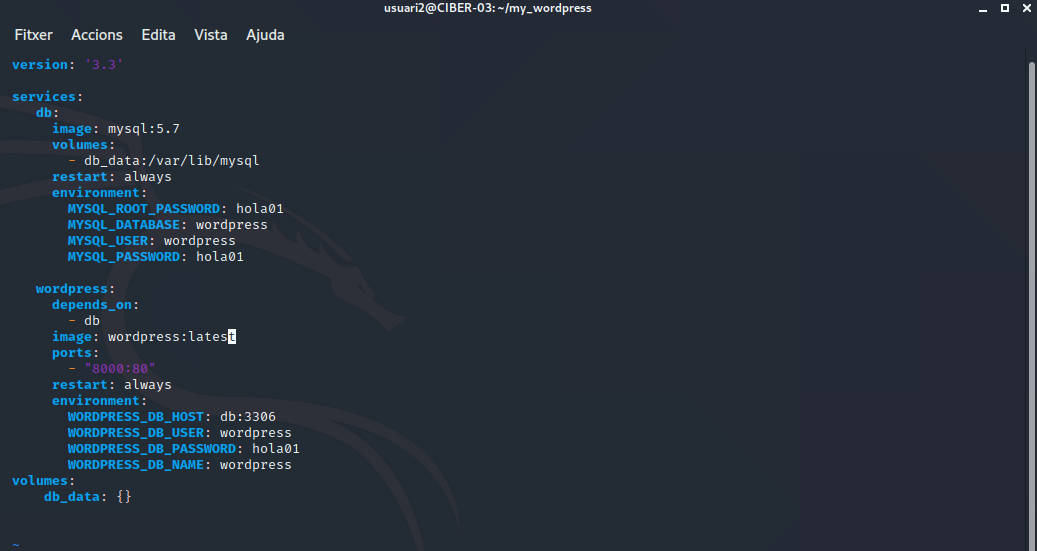 usuari2@CIBER-03: ~/my_wordpress
Fitxer Accions Edita Vista Ajuda
version: '3.3'
services:
db:
image: mysql:5.7
volumes:
- db_data:/var/lib/mysql
restart: always
environment:
MYSQL_ROOT_PASSWORD: hola01
MYSQL_DATABASE: wordpress
MYSQL_USER: wordpress
MYSQL_PASSWORD: hola01
wordpress:
depends_on:
- db
image: wordpress:latest
ports:
- "8000:80"
restart: always
environment:
WORDPRESS_DB_HOST: db:3306
WORDPRESS_DB_USER: wordpress
WORDPRESS_DB_PASSWORD: hola01
WORDPRESS_DB_NAME: wordpress
volumes:
db_data: {}
~